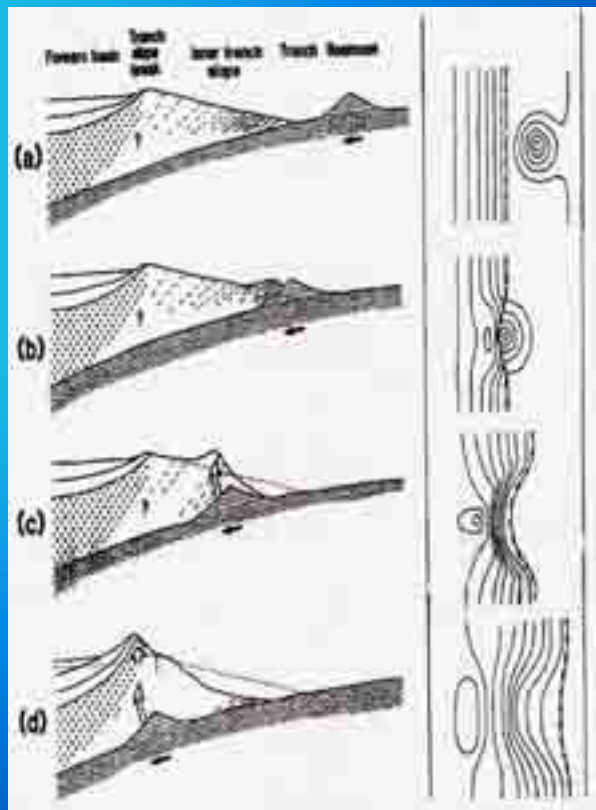 Trench
Forearc basin slope Inner trench Trench Seamount
break slope
(a)
(b)
(c)
(d)